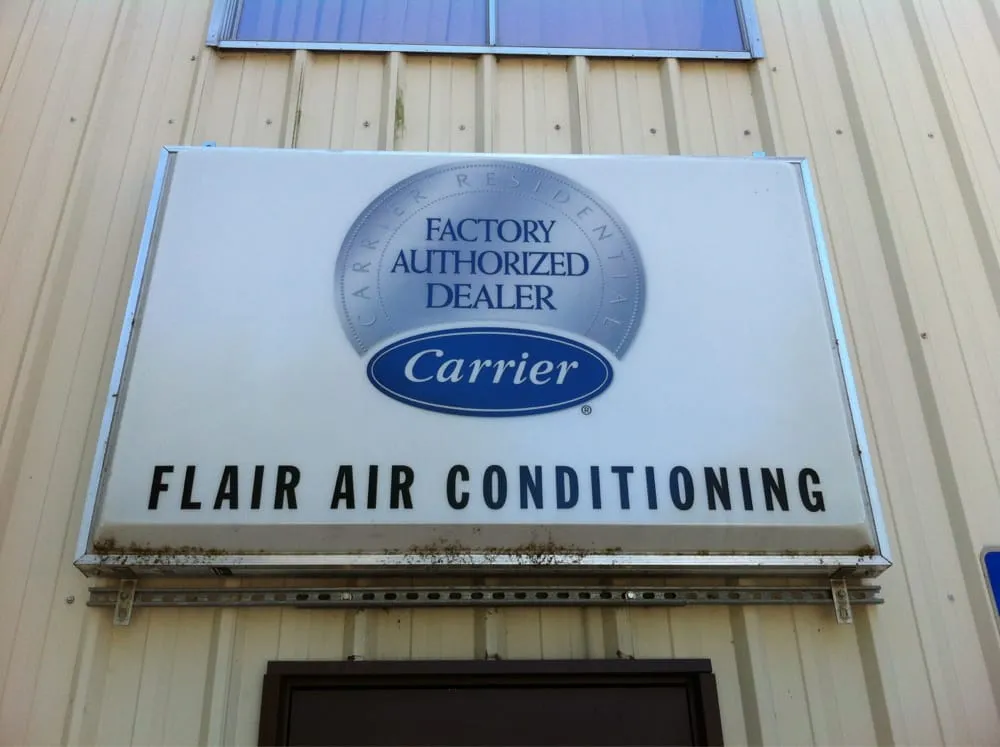 CARRIER RESIDENTIAL
FACTORY
AUTHORIZED
DEALER
Carrier
®
FLAIR AIR CONDITIONING